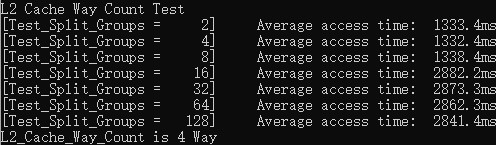 L2 Cache Way Count Test
[Test_Split_Groups =     2]     Average access time:  1333.4ms
[Test_Split_Groups =     4]     Average access time:  1332.4ms
[Test_Split_Groups =     8]     Average access time:  1338.4ms
[Test_Split_Groups =    16]     Average access time:  2882.2ms
[Test_Split_Groups =    32]     Average access time:  2873.3ms
[Test_Split_Groups =    64]     Average access time:  2862.3ms
[Test_Split_Groups =   128]     Average access time:  2841.4ms
L2_Cache_Way_Count is 4 Way